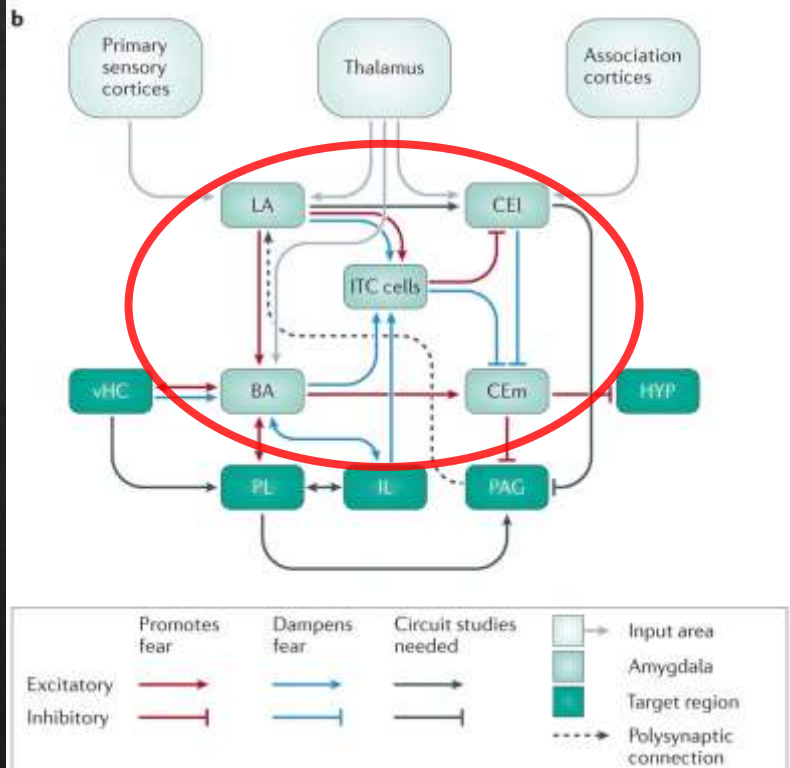 b
Primary
sensory
cortices
Thalamus
Association
cortices
LA
CEl
ITC cells
vHC
BA
CEm
HYP
PL
IL
PAG
Promotes
fear
Dampens
fear
Circuit studies
needed
Excitatory
Inhibitory
Input area
Amygdala
Target region
Polysynaptic
connection